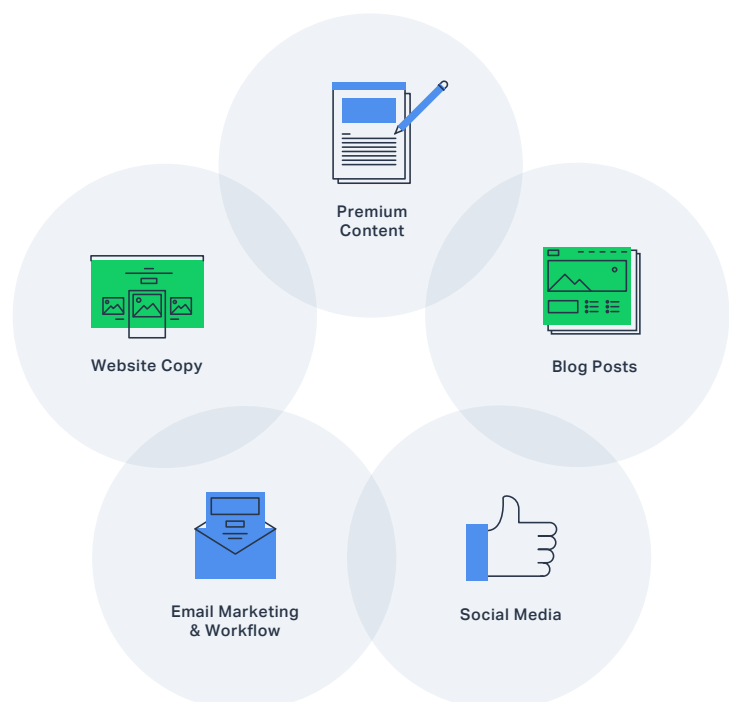 Premium
Content
Website Copy
Blog Posts
Email Marketing
& Workflow
Social Media